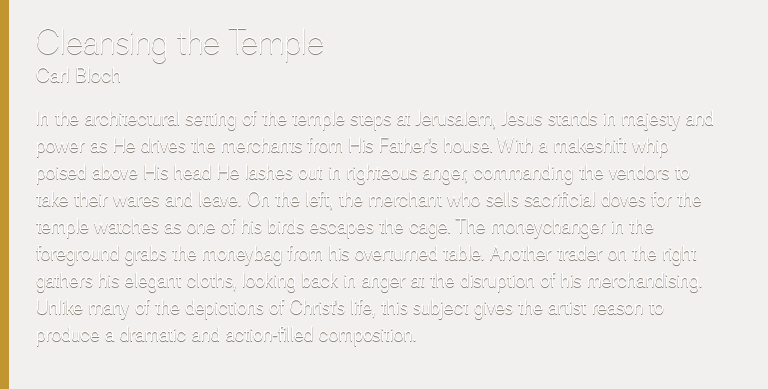 Cleansing the Temple
Carl Bloch
In the architectural setting of the temple steps at Jerusalem, Jesus stands in majesty and
power as He drives the merchants from His Father's house. With a makeshift whip
poised above His head He lashes out in righteous anger, commanding the vendors to
take their wares and leave. On the left, the merchant who sells sacrificial doves for the
temple watches as one of his birds escapes the cage. The moneychanger in the
foreground grabs the moneybag from his overturned table. Another trader on the right
gathers his elegant cloths, looking back in anger at the disruption of his merchandising.
Unlike many of the depictions of Christ's life, this subject gives the artist reason to
produce a dramatic and action-filled composition.